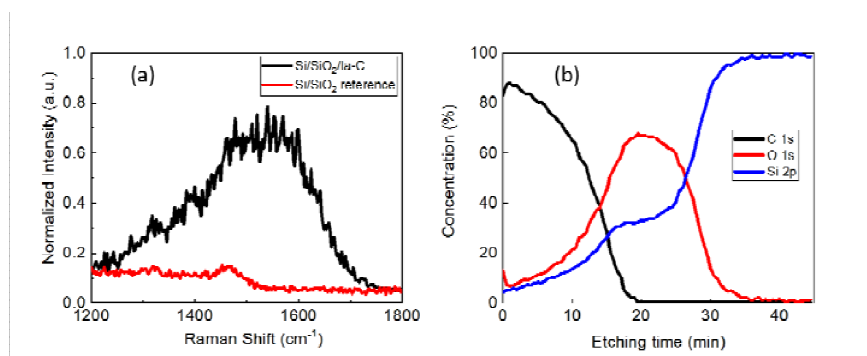 (a)
Si/SiO2/ta-C
Si/SiO2 reference
1.0
0.8
0.6
0.4
0.2
0.0
Normalized Intensity (a.u.)
1200 1400 1600 1800
Raman Shift (cm-1)
(b)
C 1s
O 1s
Si 2p
100
80
60
40
20
0
Concentration (%)
0 10 20 30 40
Etching time (min)